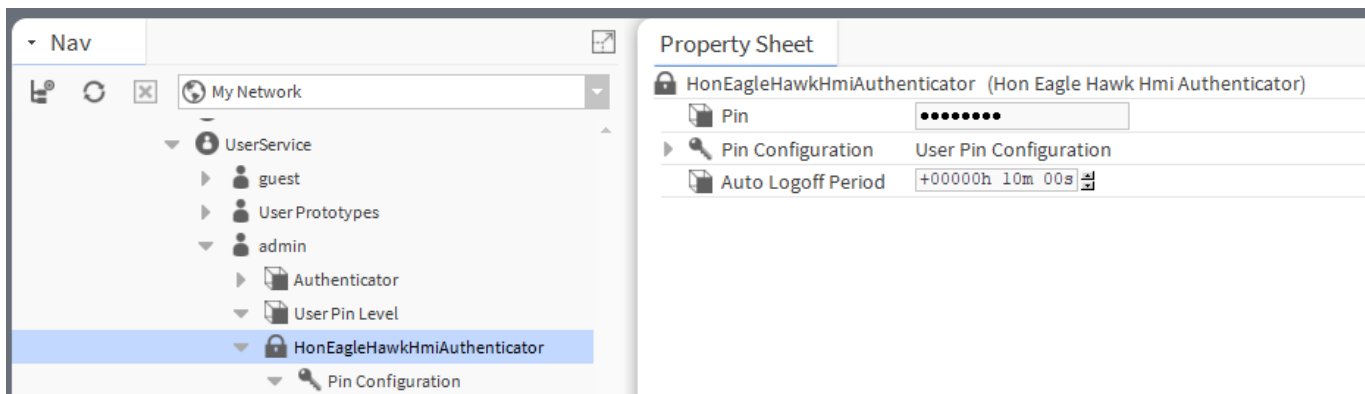 Nav
My Network
UserService
guest
User Prototypes
admin
Authenticator
User Pin Level
HonEagleHawkHmiAuthenticator
Pin Configuration
Property Sheet
HonEagleHawkHmiAuthenticator (Hon Eagle Hawk Hmi Authenticator)
Pin ●●●●●●●●
Pin Configuration User Pin Configuration
Auto Logoff Period +00000h 10m 00s